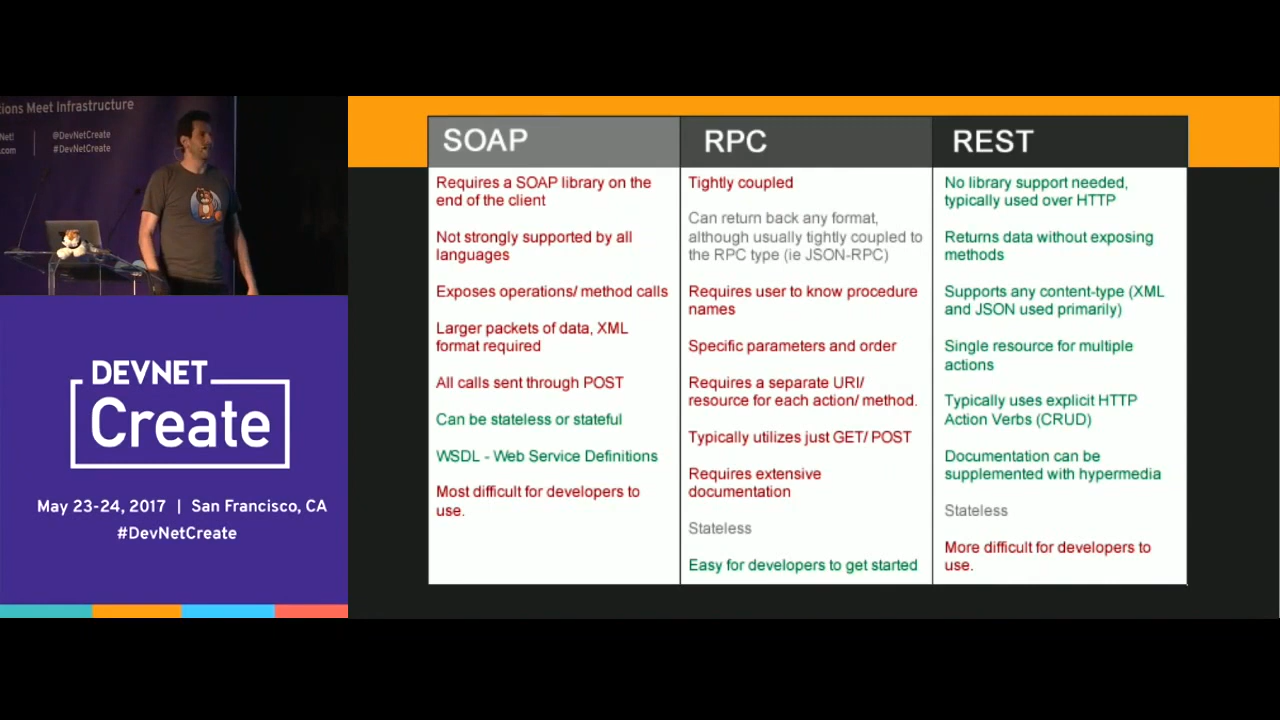 tions Meet Infrastructure
Net!
@DevNetCreate
.com
#DevNetCreate
DEVNET
Create
May 23-24, 2017 | San Francisco, CA
#DevNetCreate
SOAP
Requires a SOAP library on the
end of the client
Not strongly supported by all
languages
Exposes operations/ method calls
Larger packets of data, XML
format required
All calls sent through POST
Can be stateless or stateful
WSDL - Web Service Definitions
Most difficult for developers to
use.
RPC
Tightly coupled
Can return back any format,
although usually tightly coupled to
the RPC type (ie JSON-RPC)
Requires user to know procedure
names
Specific parameters and order
Requires a separate URI/
resource for each action/ method.
Typically utilizes just GET/ POST
Requires extensive
documentation
Stateless
Easy for developers to get started
REST
No library support needed,
typically used over HTTP
Returns data without exposing
methods
Supports any content-type (XML
and JSON used primarily)
Single resource for multiple
actions
Typically uses explicit HTTP
Action Verbs (CRUD)
Documentation can be
supplemented with hypermedia
Stateless
More difficult for developers to
use.